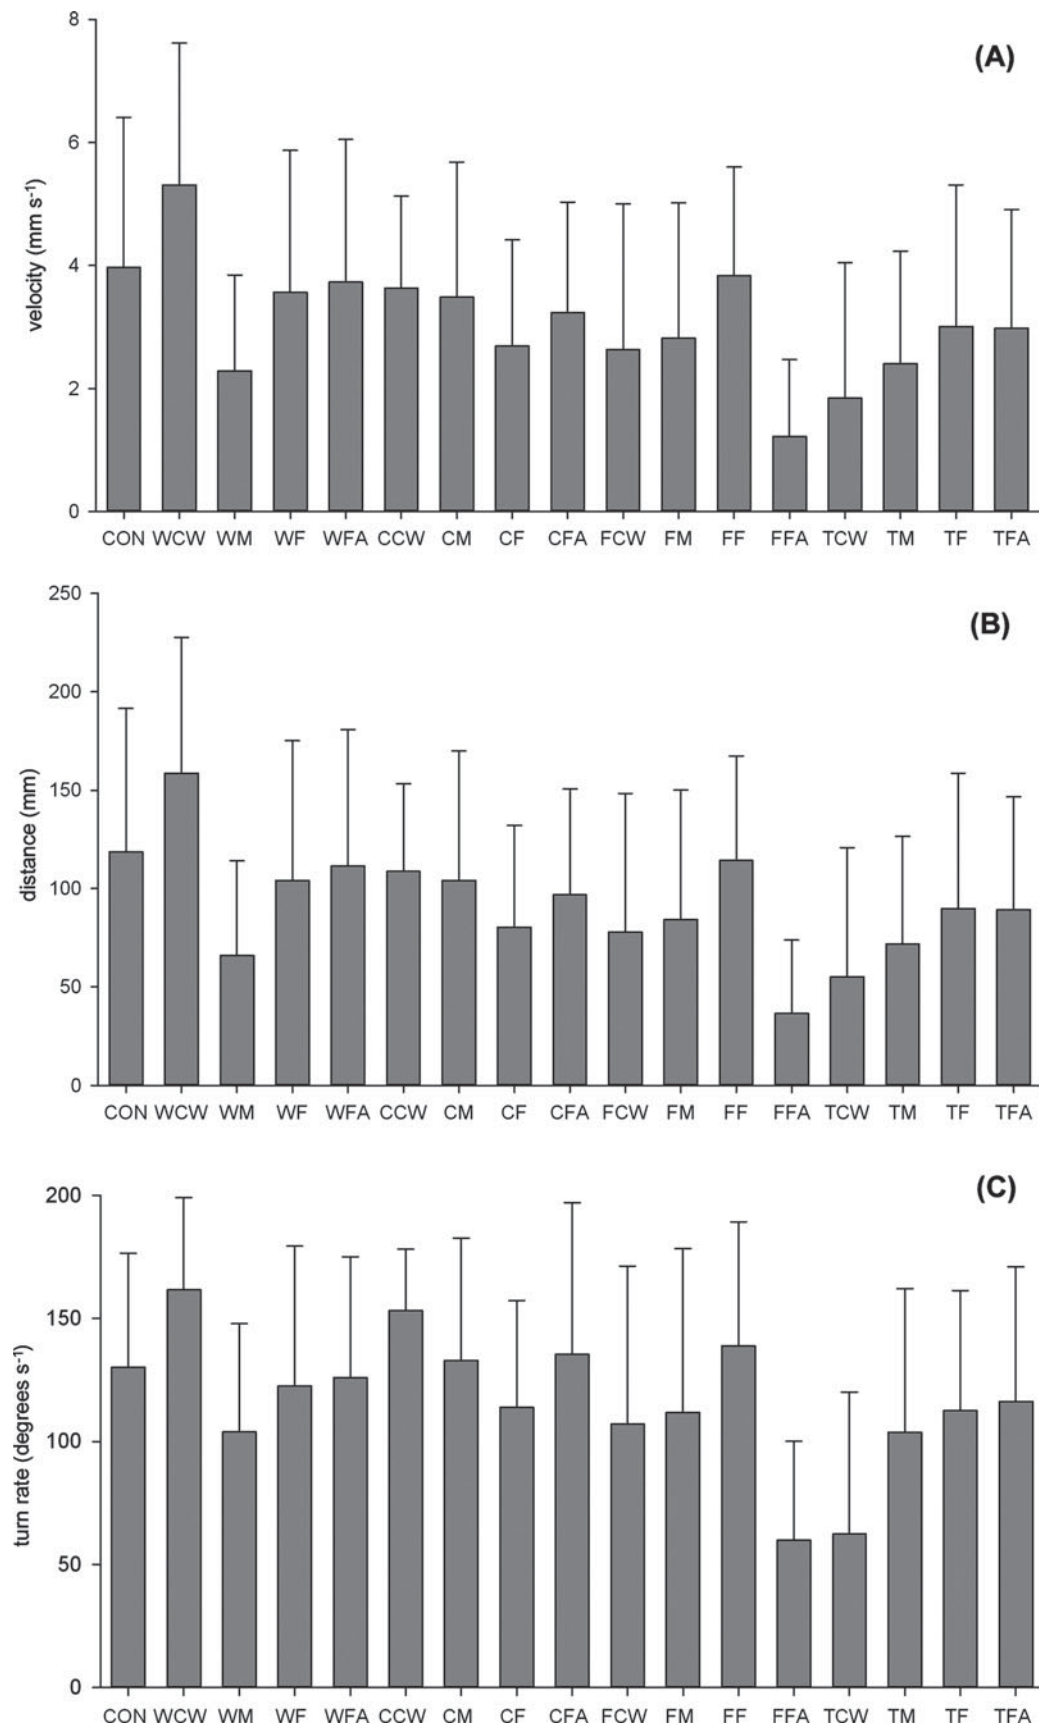 (A)
8
6
4
2
0
velocity (mm s⁻¹)
CON WCW WM WF WFA CCW CM CF CFA FCW FM FF FFA TCW TM TF TFA
(B)
250
200
150
100
50
0
distance (mm)
CON WCW WM WF WFA CCW CM CF CFA FCW FM FF FFA TCW TM TF TFA
(C)
200
150
100
50
0
turn rate (degrees s⁻¹)
CON WCW WM WF WFA CCW CM CF CFA FCW FM FF FFA TCW TM TF TFA